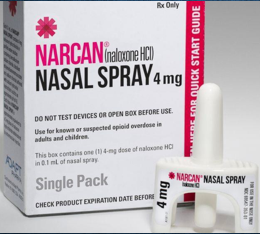 Rx Only
NARCAN® (naloxone HCl)
NASAL SPRAY 4 mg
DO NOT TEST DEVICES OR OPEN BOX BEFORE USE.
Use for known or suspected opioid overdose in
adults and children.
This box contains one (1) 4-mg dose of naloxone HCl
in 0.1 mL of nasal spray.
Single Pack
CHECK PRODUCT EXPIRATION DATE BEFORE
HERE FOR QUICK START GUIDE
NARCAN® NASAL SPRAY
(naloxone HCl)
4 mg